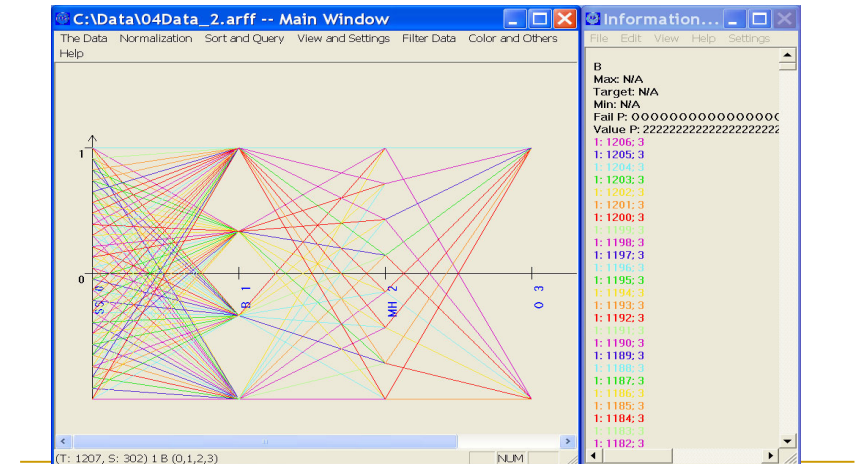 C:\Data\04Data_2.arff -- Main Window
The Data Normalization Sort and Query View and Settings Filter Data Color and Others
Help
1
0
SS 0
B 1
MH 2
O 3
(T: 1207, S: 302) 1 B (0,1,2,3)
NUM
Information...
File Edit View Help Settings
B
Max: N/A
Target: N/A
Min: N/A
Fail P: 0000000000000000
Value P: 2222222222222222222222
1: 1206; 3
1: 1205; 3
1: 1204; 3
1: 1203; 3
1: 1202; 3
1: 1201; 3
1: 1200; 3
1: 1199; 3
1: 1198; 3
1: 1197; 3
1: 1196; 3
1: 1195; 3
1: 1194; 3
1: 1193; 3
1: 1192; 3
1: 1191; 3
1: 1190; 3
1: 1189; 3
1: 1188; 3
1: 1187; 3
1: 1186; 3
1: 1185; 3
1: 1184; 3
1: 1183; 3
1: 1182; 3